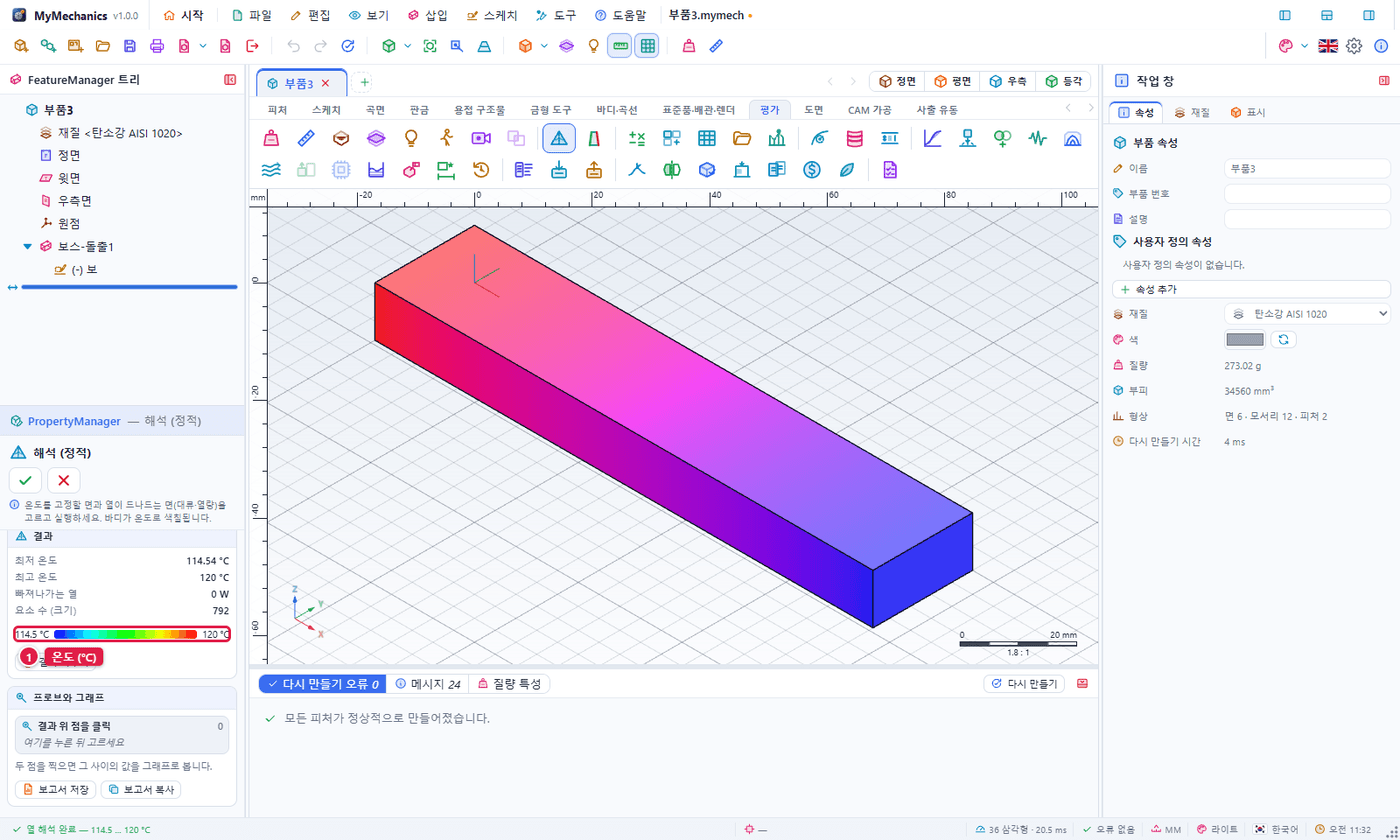 MyMechanics v1.0.0 시작 파일 편집 보기 삽입 스케치 도구 도움말 부품3.mymech
FeatureManager 트리
부품3
재질 <탄소강 AISI 1020>
정면
윗면
우측면
원점
보스-돌출1
(-) 보
PropertyManager — 해석 (정적)
해석 (정적)
온도를 고정할 면과 열이 드나드는 면(대류·열량)을
고르고 실행하세요. 바디가 온도로 색칠됩니다.
결과
최저 온도 114.54 °C
최고 온도 120 °C
빠져나가는 열 0 W
요소 수 (크기) 792
114.5 °C 120 °C
1 온도 (°C)
프로브와 그래프
결과 위 점을 클릭 0
여기를 누른 뒤 고르세요
두 점을 찍으면 그 사이의 값을 그래프로 봅니다.
보고서 저장 보고서 복사
부품3
정면 평면 우측 등각
피처 스케치 곡면 판금 용접 구조물 금형 도구 바디·곡선 표준품·배관·렌더 평가 도면 CAM 가공 사출 유동
mm -20 0 20 40 60 80 100
0
20
40
60
Z
Y
X
0 20 mm
1.8 : 1
다시 만들기 오류 0 메시지 24 질량 특성 다시 만들기
모든 피처가 정상적으로 만들어졌습니다.
작업 창
속성 재질 표시
부품 속성
이름 부품3
부품 번호
설명
사용자 정의 속성
사용자 정의 속성이 없습니다.
속성 추가
재질 탄소강 AISI 1020
색
질량 273.02 g
부피 34560 mm³
형상 면 6 · 모서리 12 · 피처 2
다시 만들기 시간 4 ms
열 해석 완료 — 114.5 … 120 °C — 36 삼각형 · 20.5 ms 오류 없음 MM 라이트 한국어 오전 11:32